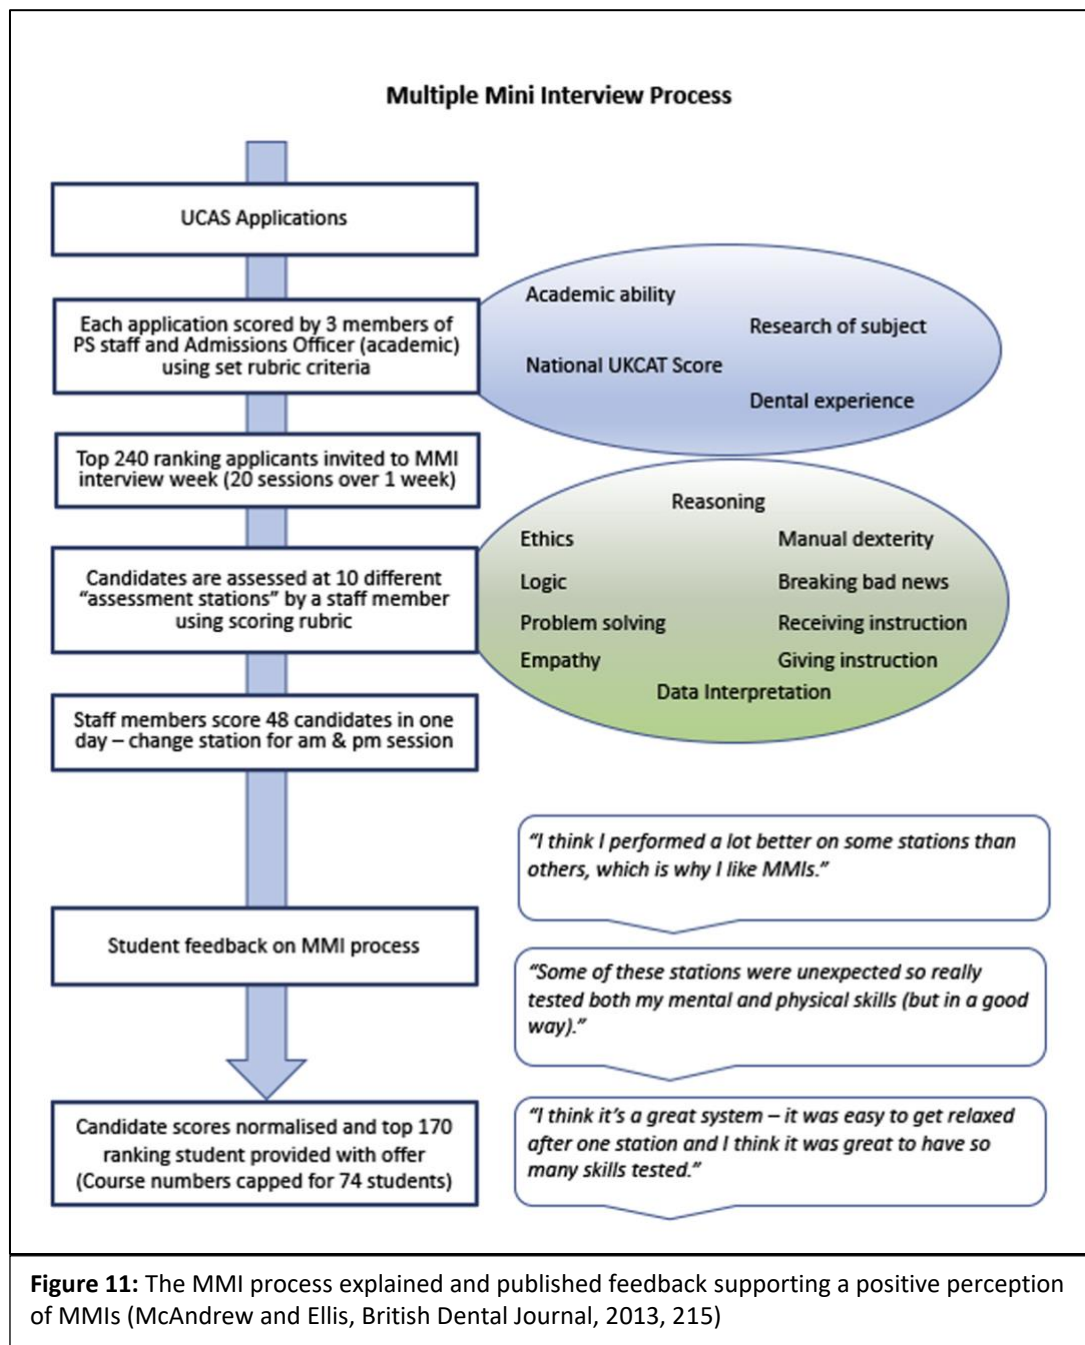 Multiple Mini Interview Process
UCAS Applications
Each application scored by 3 members of
PS staff and Admissions Officer (academic)
using set rubric criteria
Academic ability
Research of subject
National UKCAT Score
Dental experience
Top 240 ranking applicants invited to MMI
interview week (20 sessions over 1 week)
Candidates are assessed at 10 different
"assessment stations" by a staff member
using scoring rubric
Reasoning
Ethics
Manual dexterity
Logic
Breaking bad news
Problem solving
Receiving instruction
Empathy
Giving instruction
Data Interpretation
Staff members score 48 candidates in one
day – change station for am & pm session
Student feedback on MMI process
"I think I performed a lot better on some stations than
others, which is why I like MMIs."
"Some of these stations were unexpected so really
tested both my mental and physical skills (but in a good
way)."
"I think it's a great system – it was easy to get relaxed
after one station and I think it was great to have so
many skills tested."
Candidate scores normalised and top 170
ranking student provided with offer
(Course numbers capped for 74 students)
Figure 11: The MMI process explained and published feedback supporting a positive perception
of MMIs (McAndrew and Ellis, British Dental Journal, 2013, 215)